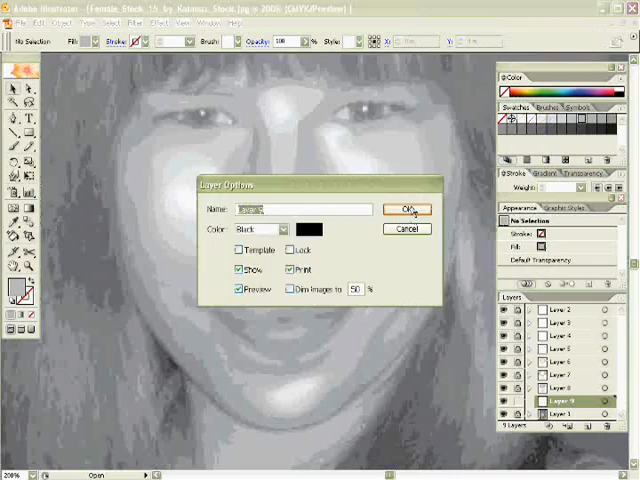 Adobe Illustrator - [Female_Stock_15_by_Katanaz_Stock.jpg @ 200% (CMYK/Preview)]
File Edit Object Type Select Filter Effect View Window Help
No Selection Fill: Stroke: Brush: Opacity: 100 Style: X: Y:
Color
Swatches Brushes Symbols
Stroke Gradient Transparency
Weight:
Appearance Graphic Styles
No Selection
Stroke:
Fill:
Default Transparency
Layer Options
Name: Layer 9 OK
Color: Black Cancel
Template Lock
Show Print
Preview Dim Images to 50 %
Layers
Layer 2
Layer 3
Layer 4
Layer 5
Layer 6
Layer 7
Layer 8
Layer 9
Layer 1
9 Layers
200% Open